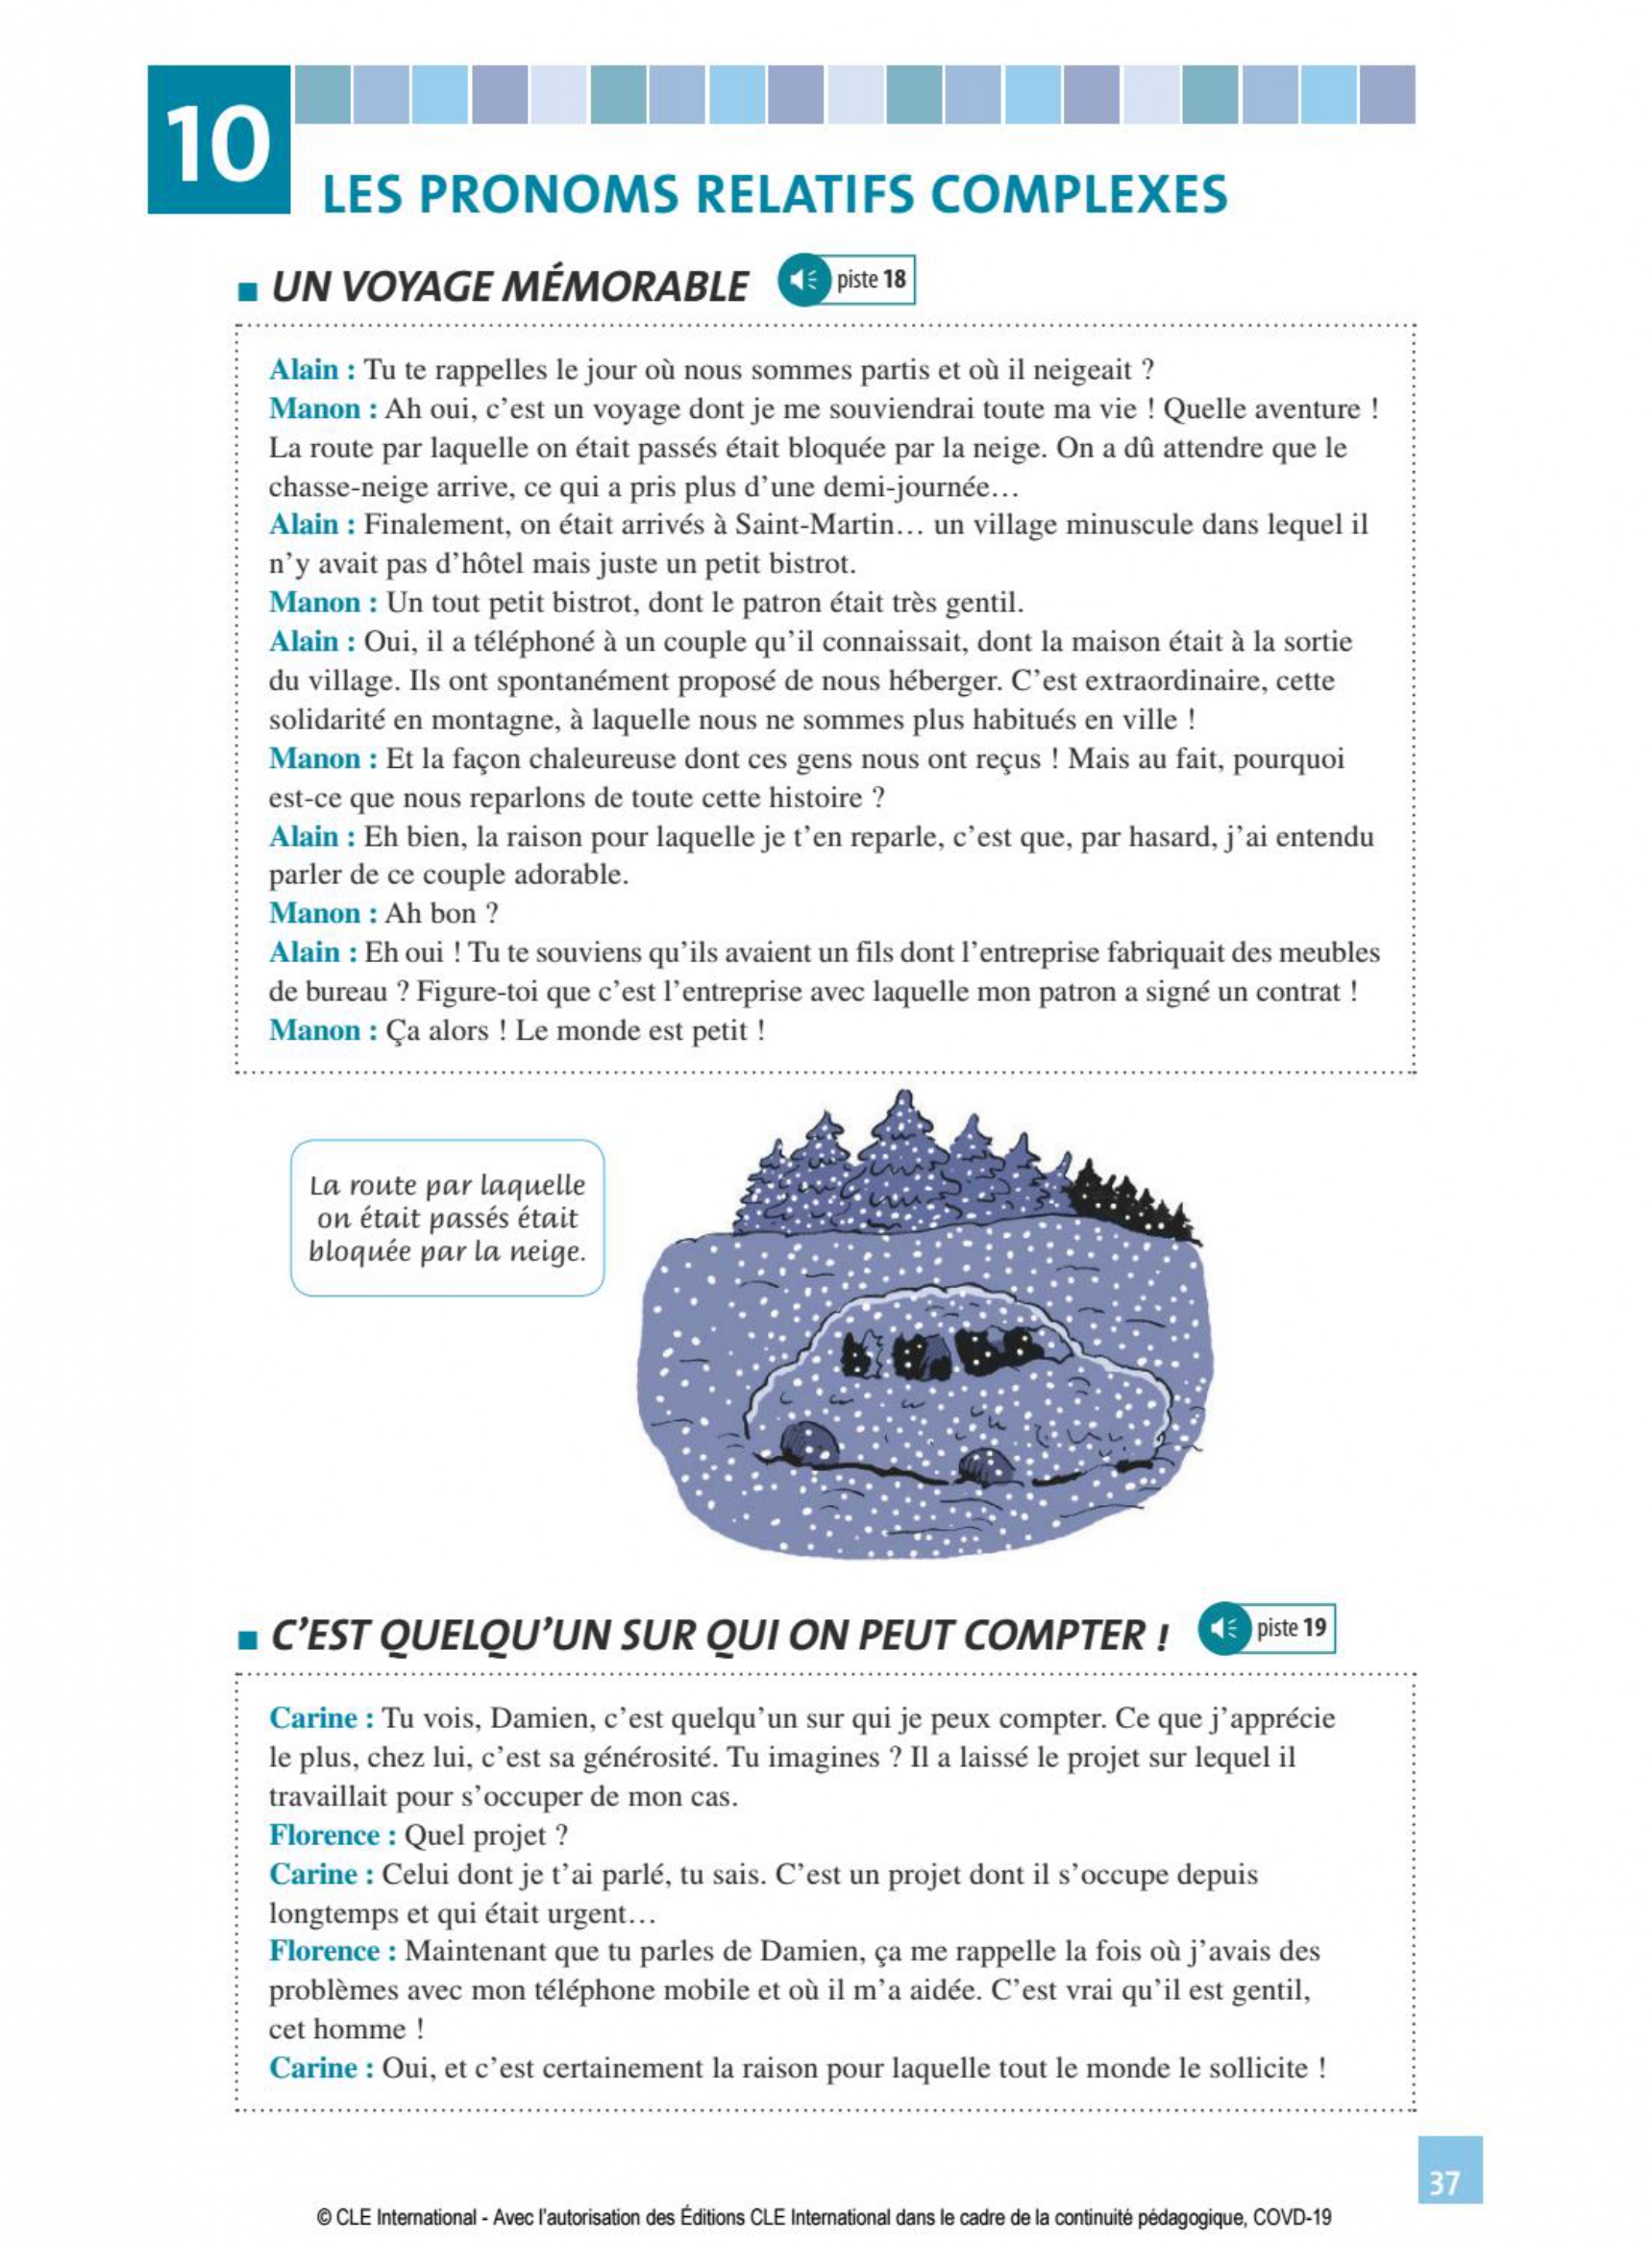 10
LES PRONOMS RELATIFS COMPLEXES
UN VOYAGE MÉMORABLE
piste 18
Alain : Tu te rappelles le jour où nous sommes partis et où il neigeait ?
Manon : Ah oui, c'est un voyage dont je me souviendrai toute ma vie ! Quelle aventure !
La route par laquelle on était passés était bloquée par la neige. On a dû attendre que le
chasse-neige arrive, ce qui a pris plus d'une demi-journée…
Alain : Finalement, on était arrivés à Saint-Martin… un village minuscule dans lequel il
n'y avait pas d'hôtel mais juste un petit bistrot.
Manon : Un tout petit bistrot, dont le patron était très gentil.
Alain : Oui, il a téléphoné à un couple qu'il connaissait, dont la maison était à la sortie
du village. Ils ont spontanément proposé de nous héberger. C'est extraordinaire, cette
solidarité en montagne, à laquelle nous ne sommes plus habitués en ville !
Manon : Et la façon chaleureuse dont ces gens nous ont reçus ! Mais au fait, pourquoi
est-ce que nous reparlons de toute cette histoire ?
Alain : Eh bien, la raison pour laquelle je t'en reparle, c'est que, par hasard, j'ai entendu
parler de ce couple adorable.
Manon : Ah bon ?
Alain : Eh oui ! Tu te souviens qu'ils avaient un fils dont l'entreprise fabriquait des meubles
de bureau ? Figure-toi que c'est l'entreprise avec laquelle mon patron a signé un contrat !
Manon : Ça alors ! Le monde est petit !
La route par laquelle
on était passés était
bloquée par la neige.
C'EST QUELQU'UN SUR QUI ON PEUT COMPTER !
piste 19
Carine : Tu vois, Damien, c'est quelqu'un sur qui je peux compter. Ce que j'apprécie
le plus, chez lui, c'est sa générosité. Tu imagines ? Il a laissé le projet sur lequel il
travaillait pour s'occuper de mon cas.
Florence : Quel projet ?
Carine : Celui dont je t'ai parlé, tu sais. C'est un projet dont il s'occupe depuis
longtemps et qui était urgent…
Florence : Maintenant que tu parles de Damien, ça me rappelle la fois où j'avais des
problèmes avec mon téléphone mobile et où il m'a aidée. C'est vrai qu'il est gentil,
cet homme !
Carine : Oui, et c'est certainement la raison pour laquelle tout le monde le sollicite !
37
© CLE International - Avec l'autorisation des Éditions CLE International dans le cadre de la continuité pédagogique, COVD-19